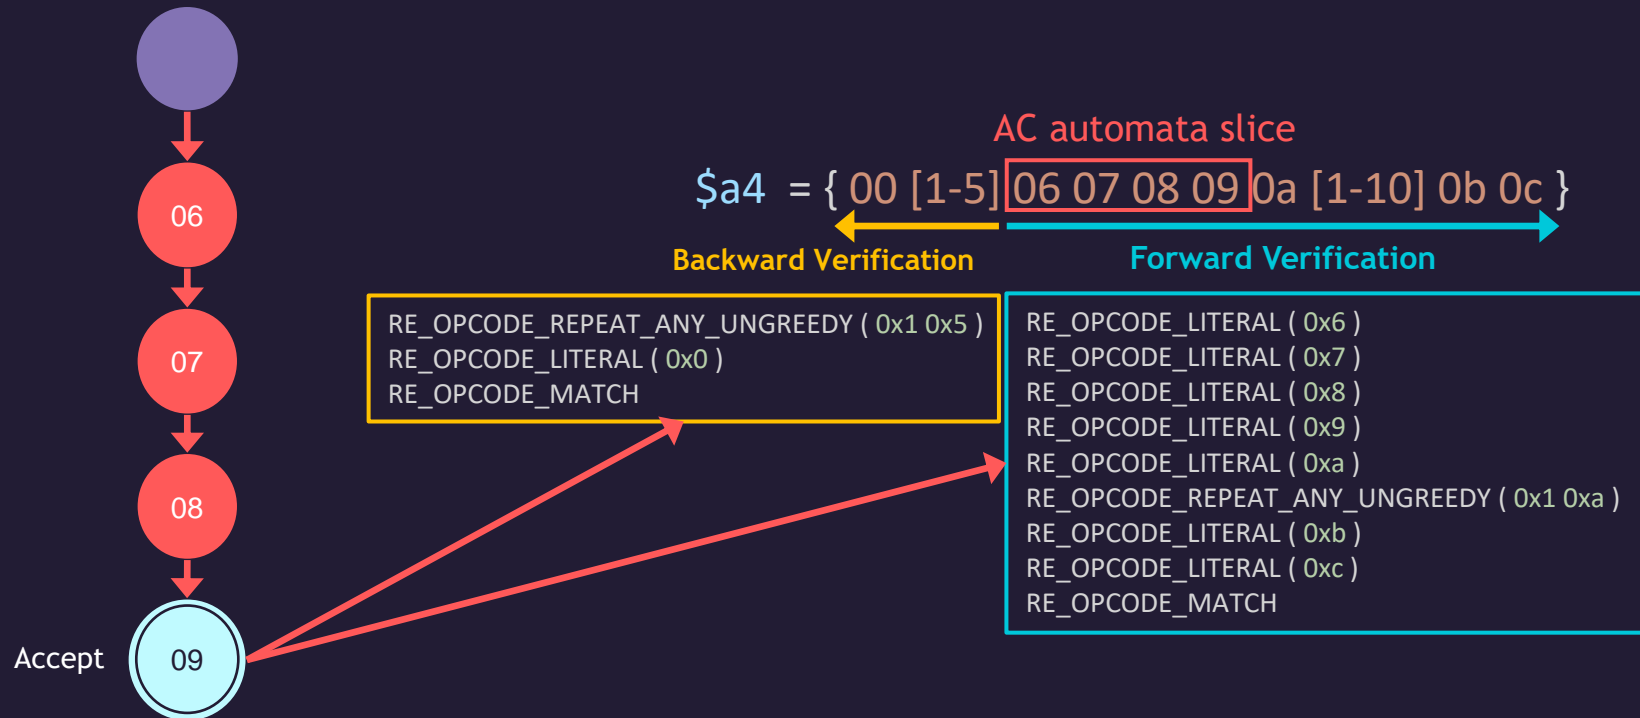 06
07
08
Accept
09
AC automata slice
$a4 = { 00 [1-5] 06 07 08 09 0a [1-10] 0b 0c }
Backward Verification
Forward Verification
RE_OPCODE_REPEAT_ANY_UNGREEDY ( 0x1 0x5 )
RE_OPCODE_LITERAL ( 0x0 )
RE_OPCODE_MATCH
RE_OPCODE_LITERAL ( 0x6 )
RE_OPCODE_LITERAL ( 0x7 )
RE_OPCODE_LITERAL ( 0x8 )
RE_OPCODE_LITERAL ( 0x9 )
RE_OPCODE_LITERAL ( 0xa )
RE_OPCODE_REPEAT_ANY_UNGREEDY ( 0x1 0xa )
RE_OPCODE_LITERAL ( 0xb )
RE_OPCODE_LITERAL ( 0xc )
RE_OPCODE_MATCH